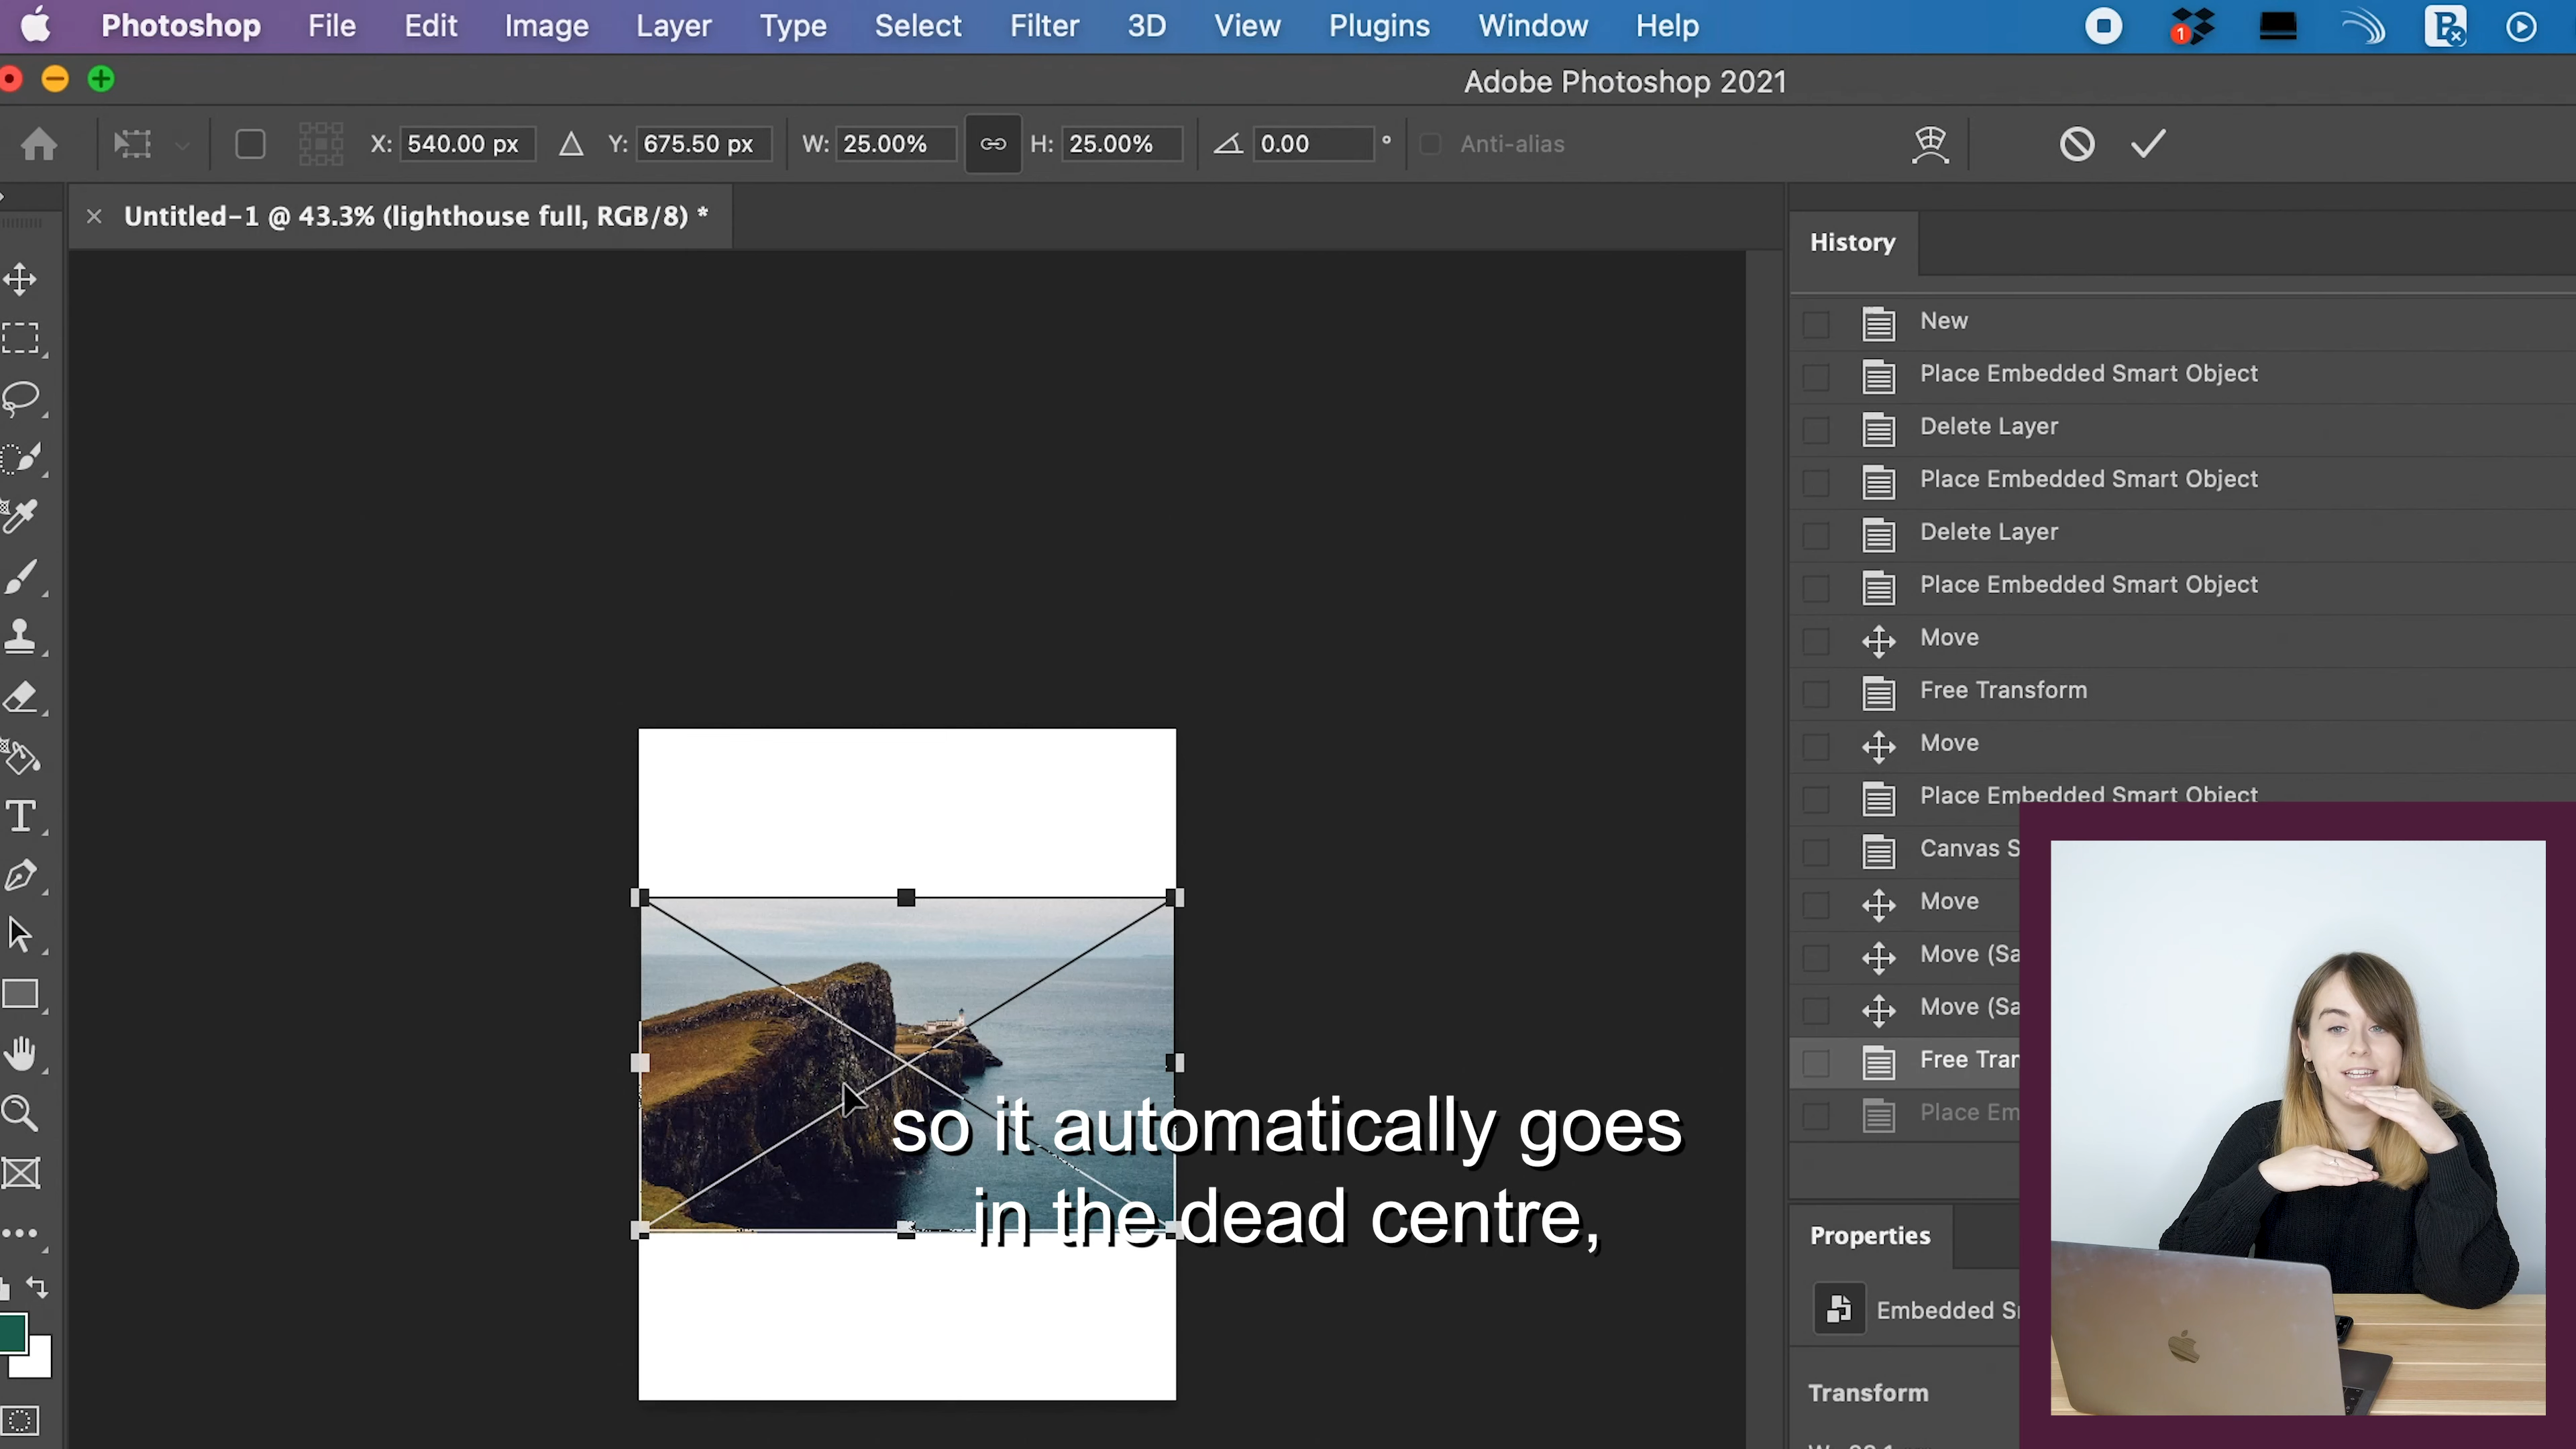 Photoshop File Edit Image Layer Type Select Filter 3D View Plugins Window Help
1
Adobe Photoshop 2021
X: 540.00 px Y: 675.50 px W: 25.00% H: 25.00% 0.00 ° Anti-alias
× Untitled-1 @ 43.3% (lighthouse full, RGB/8) *
History
New
Place Embedded Smart Object
Delete Layer
Place Embedded Smart Object
Delete Layer
Place Embedded Smart Object
Move
Free Transform
Move
Place Embedded Smart Object
Canvas S
Move
Move (Sa
Move (Sa
Free Tran
Place Em
so it automatically goes
in the dead centre,
Properties
Embedded S
Transform